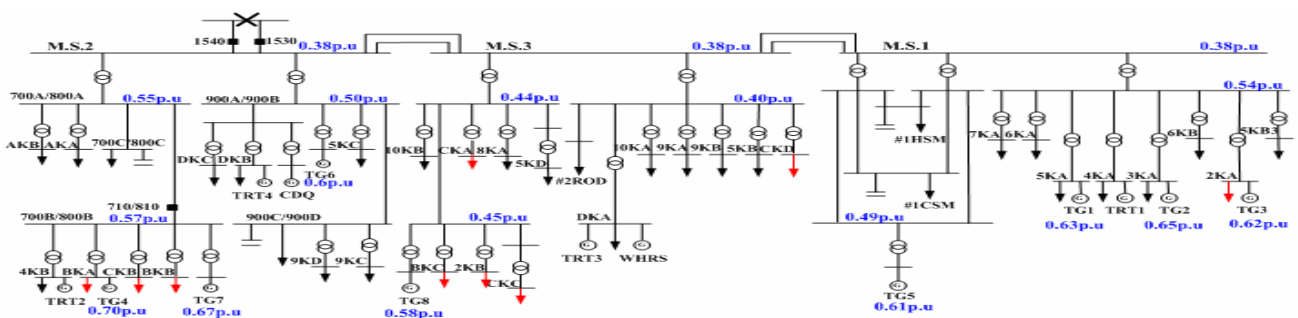 1540 1530
M.S.2 0.38p.u M.S.3 0.38p.u M.S.1 0.38p.u
700A/800A 0.55p.u 900A/900B 0.50p.u 0.44p.u 0.40p.u 0.54p.u
AKB AKA 700C/800C DKC DKB 5KC 10KB CKA 8KA 5KD #2ROD 10KA 9KA 9KB 5KB CKD #1HSM 7KA 6KA 6KB 5KB3
TG6
TRT4 CDQ 0.6p.u
5KA 4KA 3KA 2KA
#1CSM TG1 TRT1 TG2 TG3
710/810
700B/800B 0.57p.u 900C/900D 0.45p.u DKA 0.49p.u 0.63p.u 0.65p.u 0.62p.u
4KB BKA CKB BKB 9KD 9KC BKC 2KB CKC TRT3 WHRS
TRT2 TG4 TG7 TG8 TG5
0.70p.u 0.67p.u 0.58p.u 0.61p.u
G G G G G G G G G G G G G G